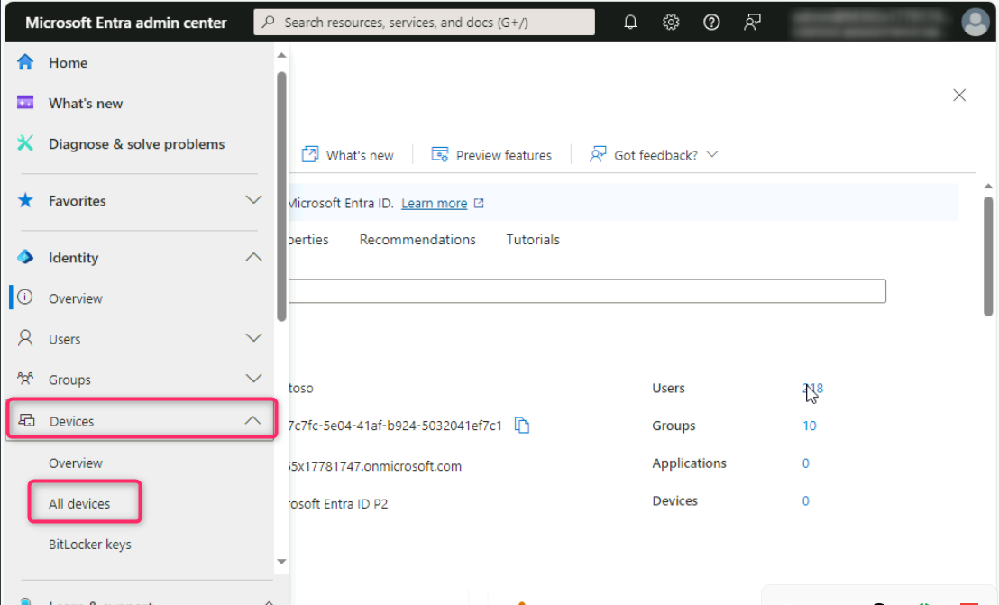 Microsoft Entra admin center
Search resources, services, and docs (G+/)
Home
What's new
Diagnose & solve problems
Favorites
Identity
Overview
Users
Groups
Devices
Overview
All devices
BitLocker keys
What's new
Preview features
Got feedback?
Microsoft Entra ID. Learn more
perties
Recommendations
Tutorials
toso
7c7fc-5e04-41af-b924-5032041ef7c1
55x17781747.onmicrosoft.com
rosoft Entra ID P2
Users
218
Groups
10
Applications
0
Devices
0